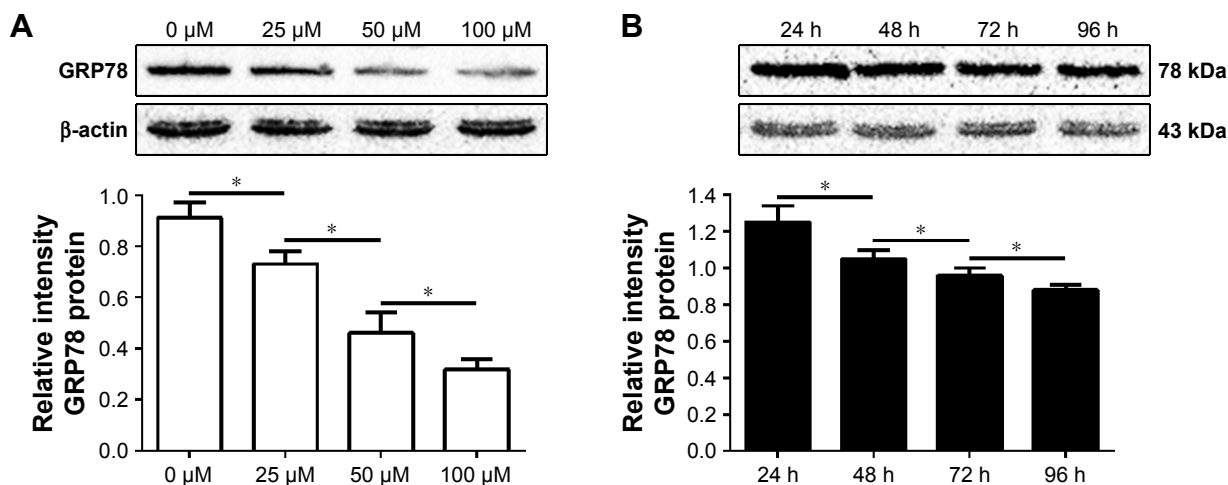 A
0 µM 25 µM 50 µM 100 µM
GRP78
β-actin
Relative intensity
GRP78 protein
1.0
0.8
0.6
0.4
0.2
0.0
*
*
*
0 µM 25 µM 50 µM 100 µM
B
24 h 48 h 72 h 96 h
78 kDa
43 kDa
Relative intensity
GRP78 protein
1.4
1.2
1.0
0.8
0.6
0.4
0.2
0.0
*
*
*
24 h 48 h 72 h 96 h